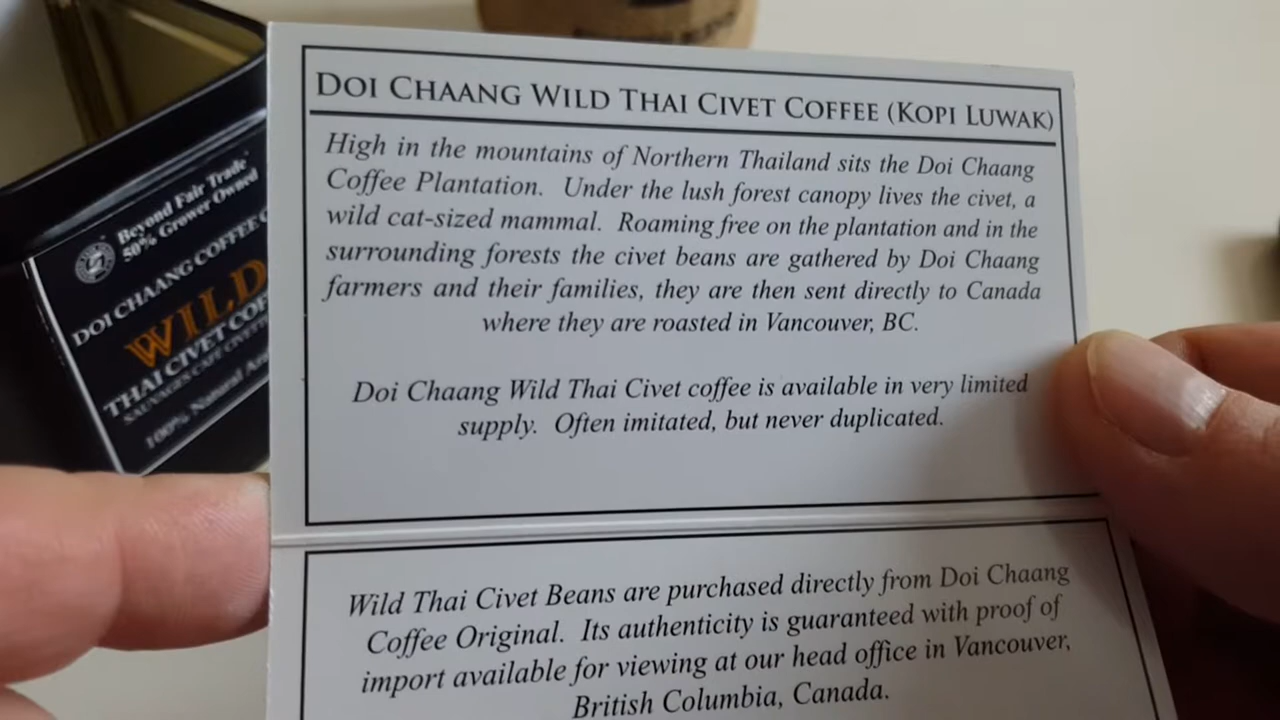 DOI CHAANG WILD THAI CIVET COFFEE (KOPI LUWAK)
High in the mountains of Northern Thailand sits the Doi Chaang
Coffee Plantation. Under the lush forest canopy lives the civet, a
wild cat-sized mammal. Roaming free on the plantation and in the
surrounding forests the civet beans are gathered by Doi Chaang
farmers and their families, they are then sent directly to Canada
where they are roasted in Vancouver, BC.
Doi Chaang Wild Thai Civet coffee is available in very limited
supply. Often imitated, but never duplicated.
Wild Thai Civet Beans are purchased directly from Doi Chaang
Coffee Original. Its authenticity is guaranteed with proof of
import available for viewing at our head office in Vancouver,
British Columbia, Canada.
Beyond Fair Trade
50% Grower Owned
DOI CHAANG COFFEE
WILD
THAI CIVET COF
100% Natural